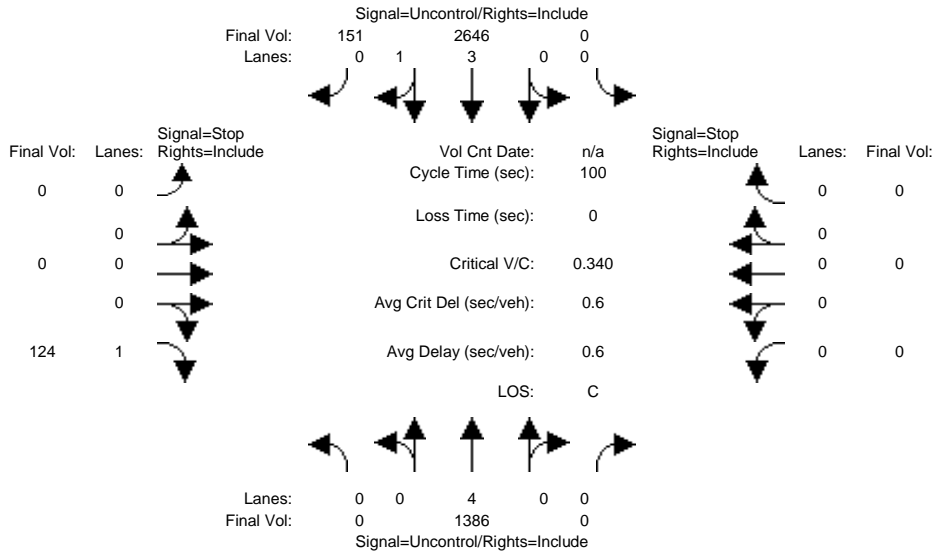 Signal=Uncontrol/Rights=Include
Final Vol: 151 2646 0
Lanes: 0 1 3 0 0
Signal=Stop Signal=Stop
Final Vol: Lanes: Rights=Include Vol Cnt Date: n/a Rights=Include Lanes: Final Vol:
Cycle Time (sec): 100
0 0 0 0
Loss Time (sec): 0
0 0
0 0 Critical V/C: 0.340 0 0
0 Avg Crit Del (sec/veh): 0.6 0
124 1 Avg Delay (sec/veh): 0.6 0 0
LOS: C
Lanes: 0 0 4 0 0
Final Vol: 0 1386 0
Signal=Uncontrol/Rights=Include